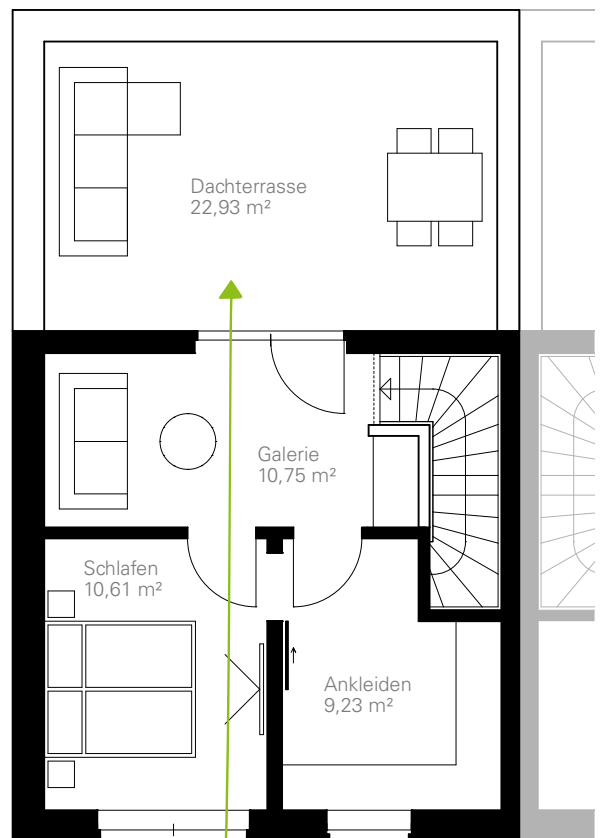 Dachterrasse
22,93 m²
Galerie
10,75 m²
Schlafen
10,61 m²
Ankleiden
9,23 m²